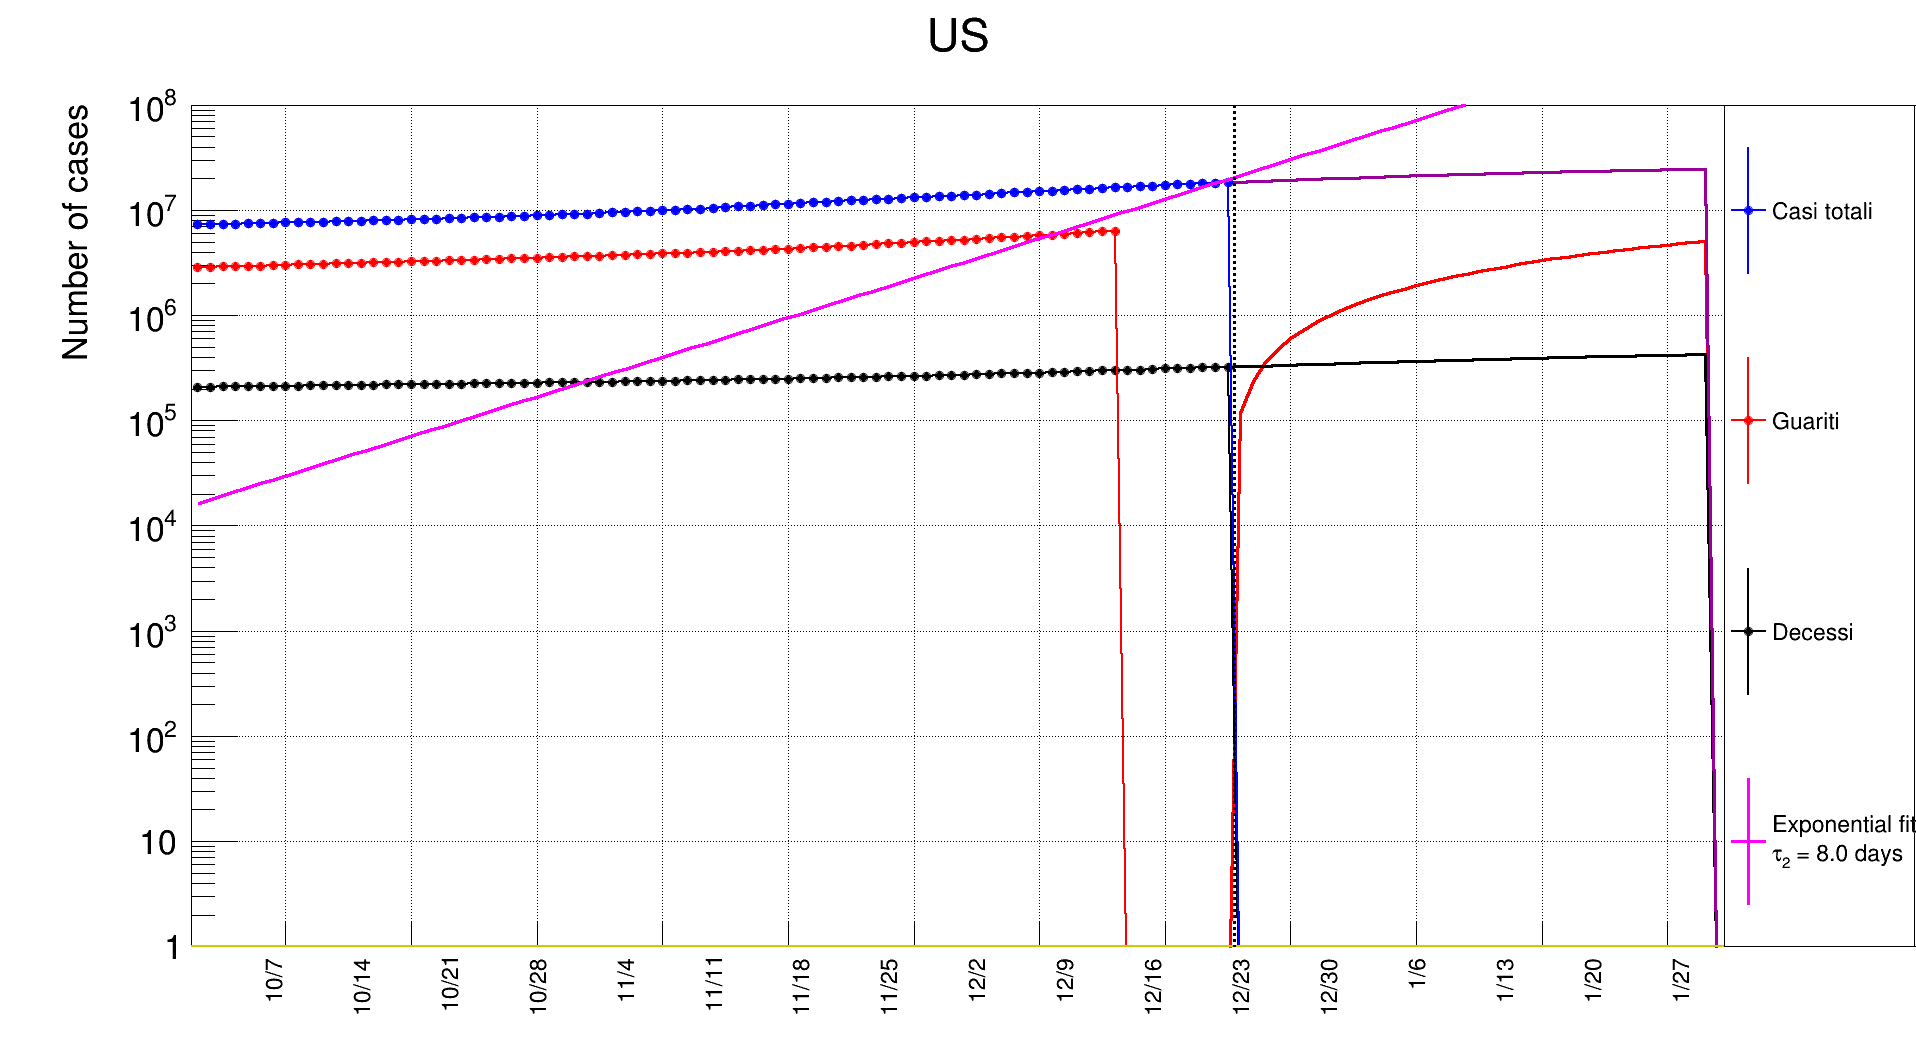 US
Number of cases
10^8
10^7
10^6
10^5
10^4
10^3
10^2
10
1
10/7 10/14 10/21 10/28 11/4 11/11 11/18 11/25 12/2 12/9 12/16 12/23 12/30 1/6 1/13 1/20 1/27
Casi totali
Guariti
Decessi
Exponential fit
τ₂ = 8.0 days